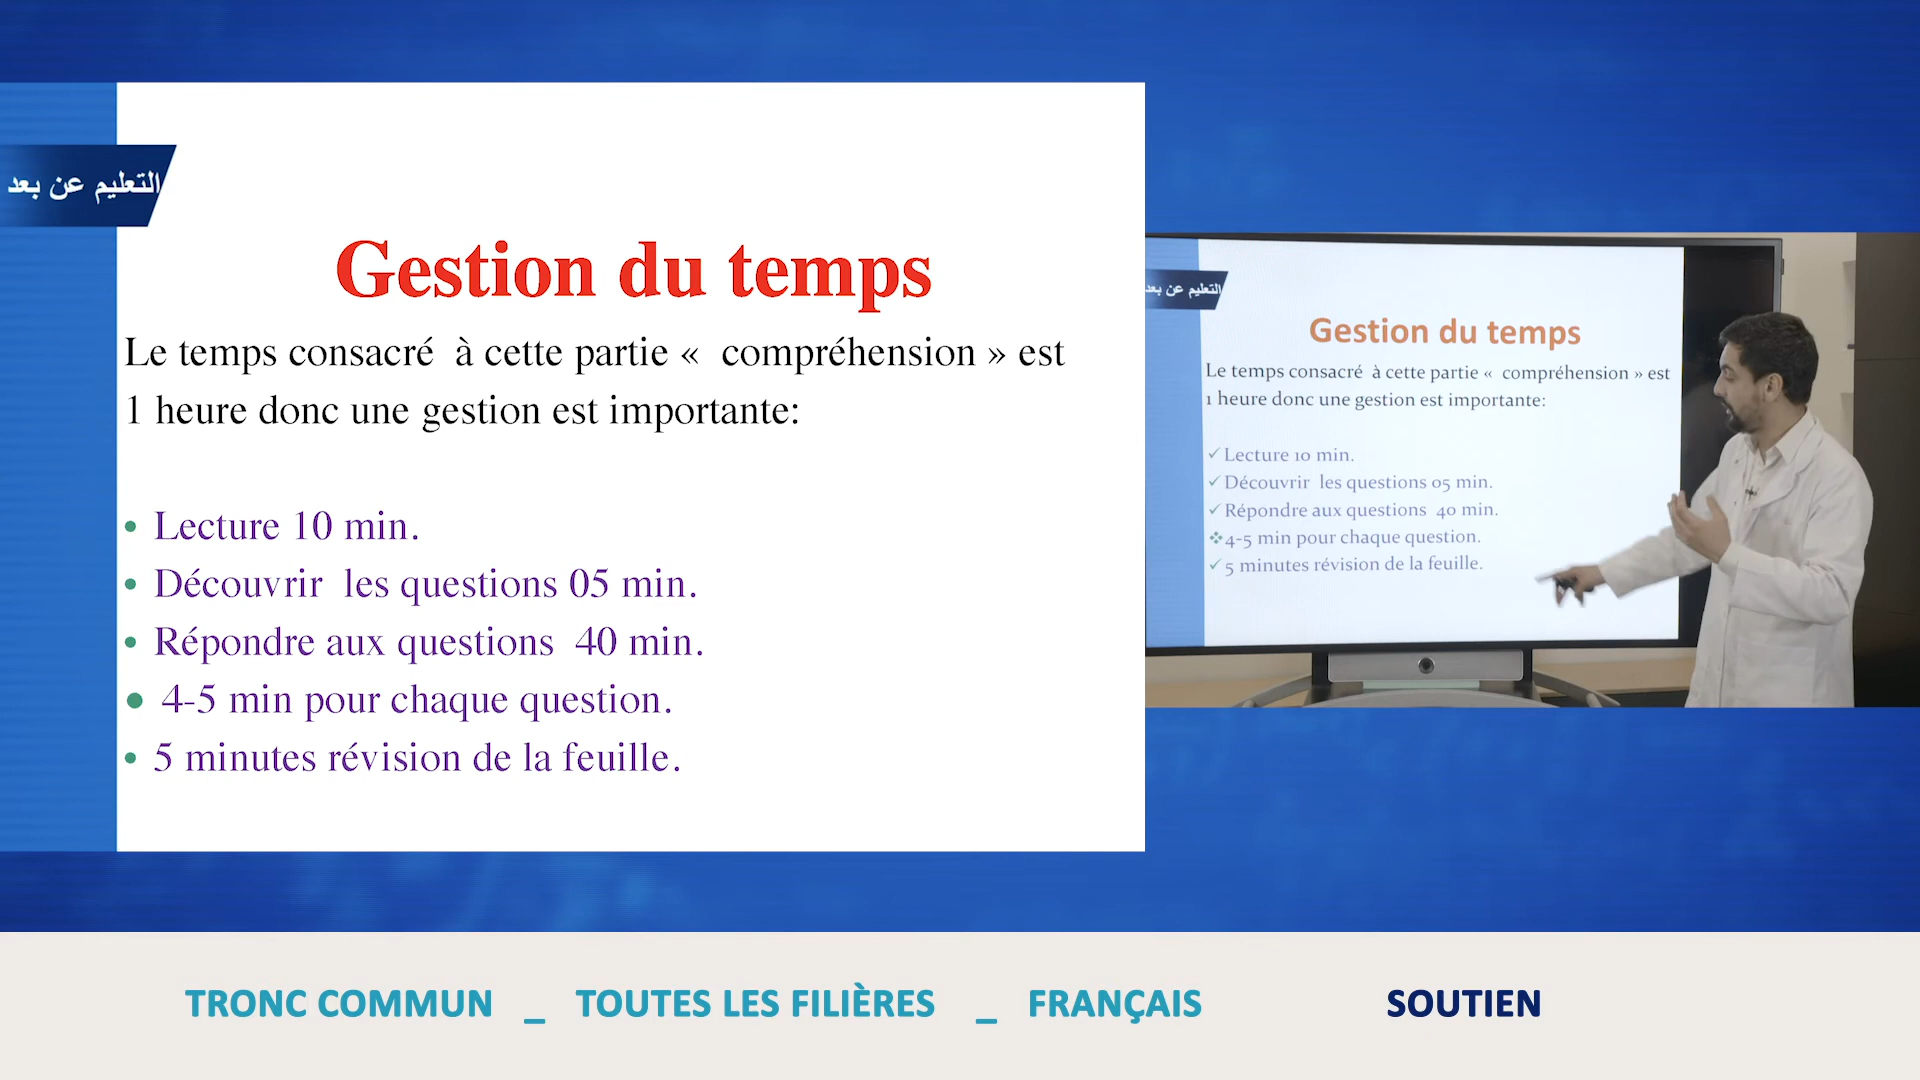 التعليم عن بعد
Gestion du temps
Le temps consacré à cette partie « compréhension » est
1 heure donc une gestion est importante:
• Lecture 10 min.
• Découvrir les questions 05 min.
• Répondre aux questions 40 min.
• 4-5 min pour chaque question.
• 5 minutes révision de la feuille.
التعليم عن بعد
Gestion du temps
Le temps consacré à cette partie « compréhension » est
1 heure donc une gestion est importante:
✓ Lecture 10 min.
✓ Découvrir les questions 05 min.
✓ Répondre aux questions 40 min.
❖ 4-5 min pour chaque question.
✓ 5 minutes révision de la feuille.
TRONC COMMUN _ TOUTES LES FILIÈRES _ FRANÇAIS SOUTIEN